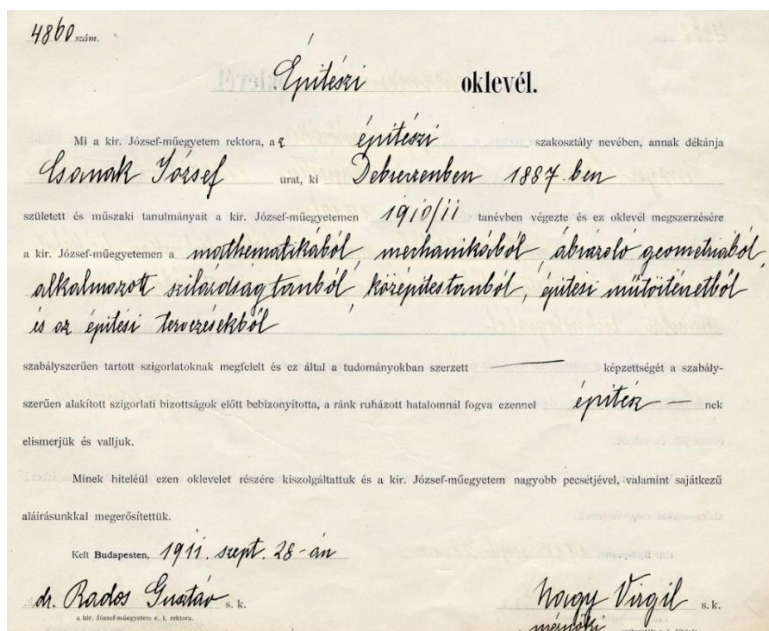 4860 szám.
Építészi oklevél.
Mi a kir. József-műegyetem rektora, az építészi szakosztály nevében, annak dékánja
Csanak József urat, ki Debreczenben 1887.ben
született és műszaki tanulmányait a kir. József-műegyetemen 1910/11 tanévben végezte és ez oklevél megszerzésére
a kir. József-műegyetemen a mathematikából, mechanikából, ábrázoló geometriából,
alkalmazott szilárdságtanból, középítéstanból, építési műtörténetből
és az építési tervezésekből
szabályszerűen tartott szigorlatoknak megfelelt és ez által a tudományokban szerzett — képzettségét a szabály-
szerűen alakított szigorlati bizottságok előtt bebizonyította, a ránk ruházott hatalomnál fogva ezennel építész — nek
elismerjük és valljuk.
Minek hiteléül ezen oklevelet részére kiszolgáltattuk és a kir. József-műegyetem nagyobb pecsétjével, valamint sajátkezű
aláírásunkkal megerősítettük.
Kelt Budapesten, 1911. szept. 28-án
dr. Rados Gusztáv s. k. Nagy Virgil s. k.
a kir. József-műegyetem e. i. rektora. mérnöki